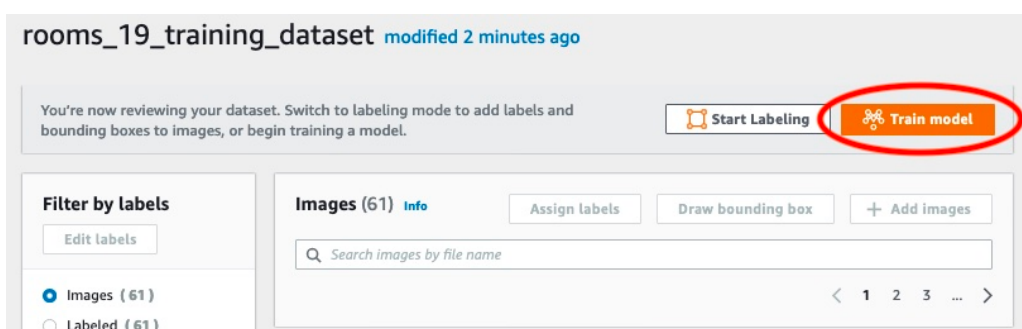 rooms_19_training_dataset modified 2 minutes ago
You're now reviewing your dataset. Switch to labeling mode to add labels and
bounding boxes to images, or begin training a model.
Start Labeling
Train model
Filter by labels
Edit labels
Images (61)
Labeled (61)
Images (61) Info
Assign labels
Draw bounding box
+ Add images
Search images by file name
< 1 2 3 ... >